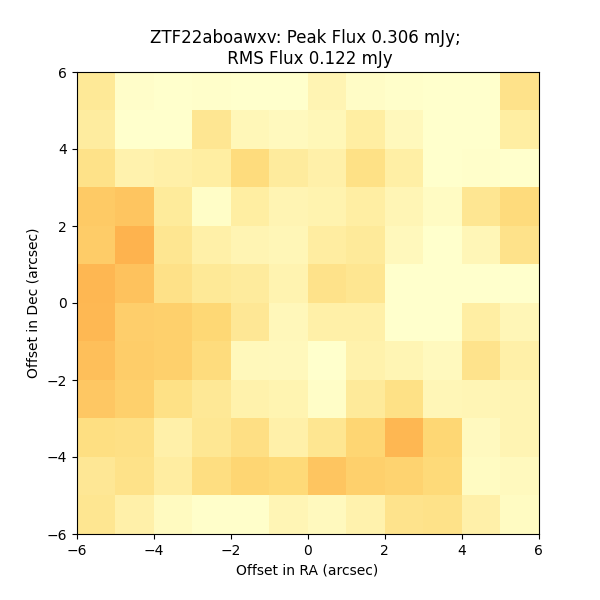 ZTF22aboawxv: Peak Flux 0.306 mJy;
RMS Flux 0.122 mJy
6
4
2
0
−2
−4
−6
Offset in Dec (arcsec)
−6 −4 −2 0 2 4 6
Offset in RA (arcsec)